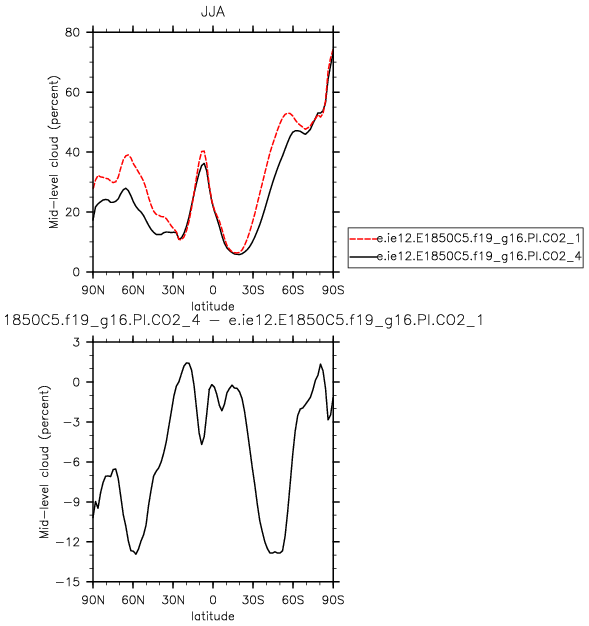 JJA
Mid-level cloud (percent)
80
60
40
20
0
90N 60N 30N 0 30S 60S 90S
latitude
e.ie12.E1850C5.f19_g16.PI.CO2_1
e.ie12.E1850C5.f19_g16.PI.CO2_4
1850C5.f19_g16.PI.CO2_4 − e.ie12.E1850C5.f19_g16.PI.CO2_1
Mid-level cloud (percent)
3
0
−3
−6
−9
−12
−15
90N 60N 30N 0 30S 60S 90S
latitude